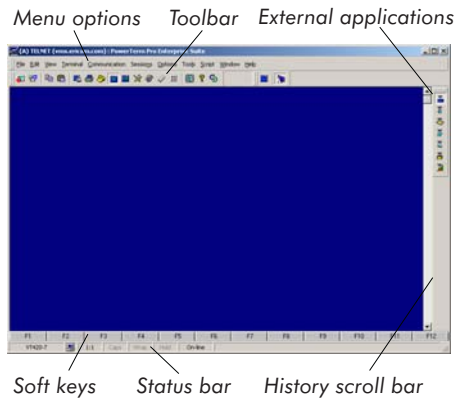 Menu options Toolbar External applications
(A) TELNET (vms.ericom.com) : PowerTerm Pro Enterprise Suite
File Edit View Terminal Communication Sessions Options Tools Script Window Help
F1 F2 F3 F4 F5 F6 F7 F8 F9 F10 F11 F12
VT420-7 1:1 Caps Wrap Hold On-line
Soft keys Status bar History scroll bar